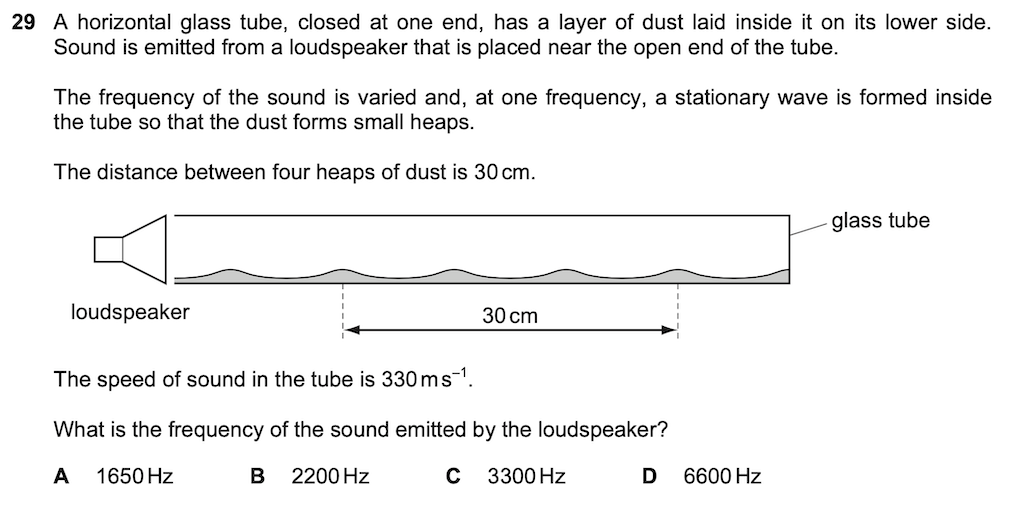 29 A horizontal glass tube, closed at one end, has a layer of dust laid inside it on its lower side.
Sound is emitted from a loudspeaker that is placed near the open end of the tube.
The frequency of the sound is varied and, at one frequency, a stationary wave is formed inside
the tube so that the dust forms small heaps.
The distance between four heaps of dust is 30 cm.
glass tube
loudspeaker
30 cm
The speed of sound in the tube is 330 m s⁻¹.
What is the frequency of the sound emitted by the loudspeaker?
A 1650 Hz B 2200 Hz C 3300 Hz D 6600 Hz